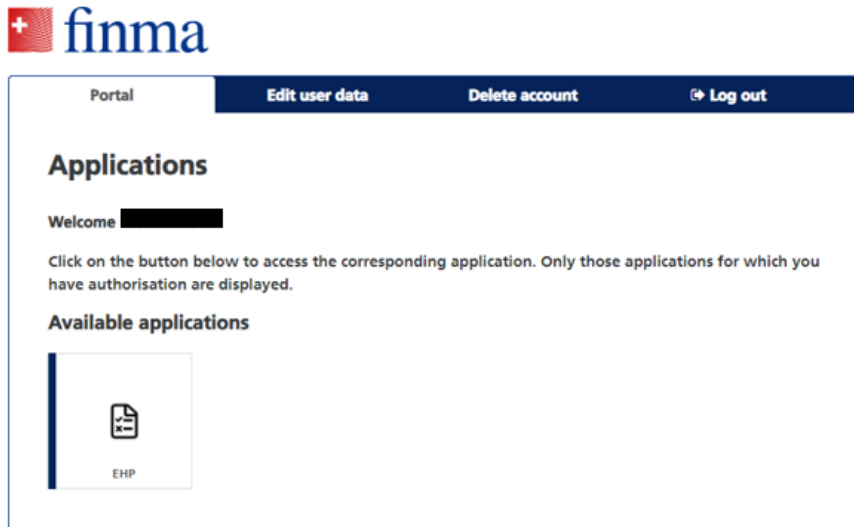 finma
Portal
Edit user data
Delete account
Log out
Applications
Welcome
Click on the button below to access the corresponding application. Only those applications for which you
have authorisation are displayed.
Available applications
EHP